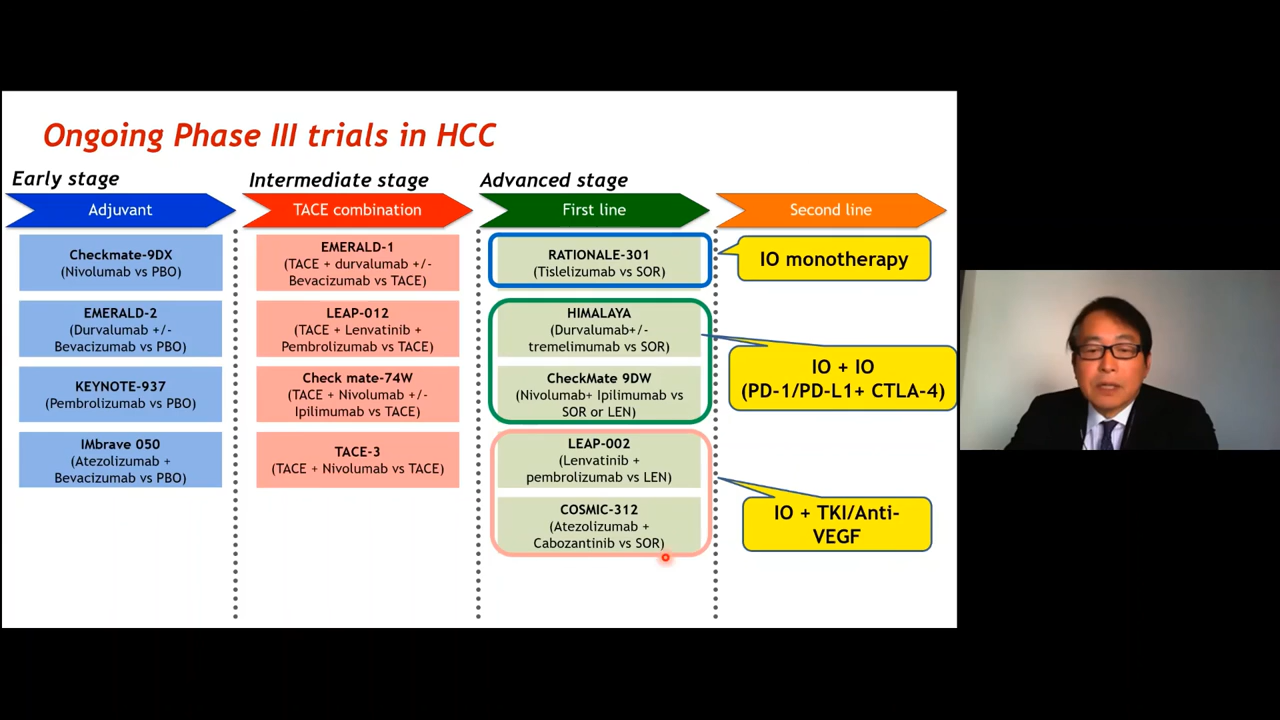 Ongoing Phase III trials in HCC
Early stage
Intermediate stage
Advanced stage
Adjuvant
TACE combination
First line
Second line
Checkmate-9DX
(Nivolumab vs PBO)
EMERALD-2
(Durvalumab +/-
Bevacizumab vs PBO)
KEYNOTE-937
(Pembrolizumab vs PBO)
IMbrave 050
(Atezolizumab +
Bevacizumab vs PBO)
EMERALD-1
(TACE + durvalumab +/-
Bevacizumab vs TACE)
LEAP-012
(TACE + Lenvatinib +
Pembrolizumab vs TACE)
Check mate-74W
(TACE + Nivolumab +/-
Ipilimumab vs TACE)
TACE-3
(TACE + Nivolumab vs TACE)
RATIONALE-301
(Tislelizumab vs SOR)
HIMALAYA
(Durvalumab+/-
tremelimumab vs SOR)
CheckMate 9DW
(Nivolumab+ Ipilimumab vs
SOR or LEN)
LEAP-002
(Lenvatinib +
pembrolizumab vs LEN)
COSMIC-312
(Atezolizumab +
Cabozantinib vs SOR)
IO monotherapy
IO + IO
(PD-1/PD-L1+ CTLA-4)
IO + TKI/Anti-
VEGF